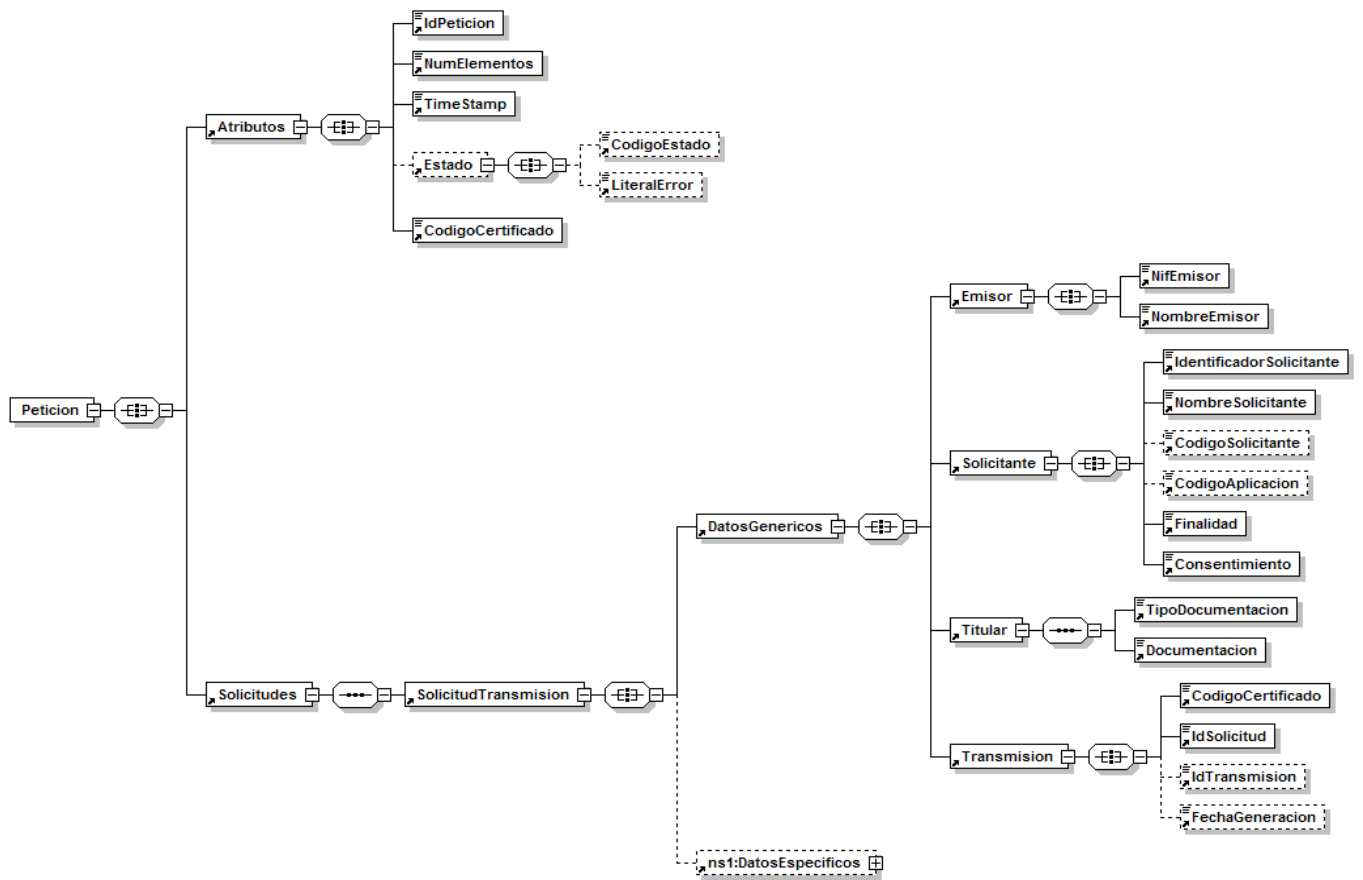 Peticion
Atributos
IdPeticion
NumElementos
TimeStamp
Estado
CodigoEstado
LiteralError
CodigoCertificado
Solicitudes
SolicitudTransmision
DatosGenericos
Emisor
NifEmisor
NombreEmisor
Solicitante
IdentificadorSolicitante
NombreSolicitante
CodigoSolicitante
CodigoAplicacion
Finalidad
Consentimiento
Titular
TipoDocumentacion
Documentacion
Transmision
CodigoCertificado
IdSolicitud
IdTransmision
FechaGeneracion
ns1:DatosEspecificos